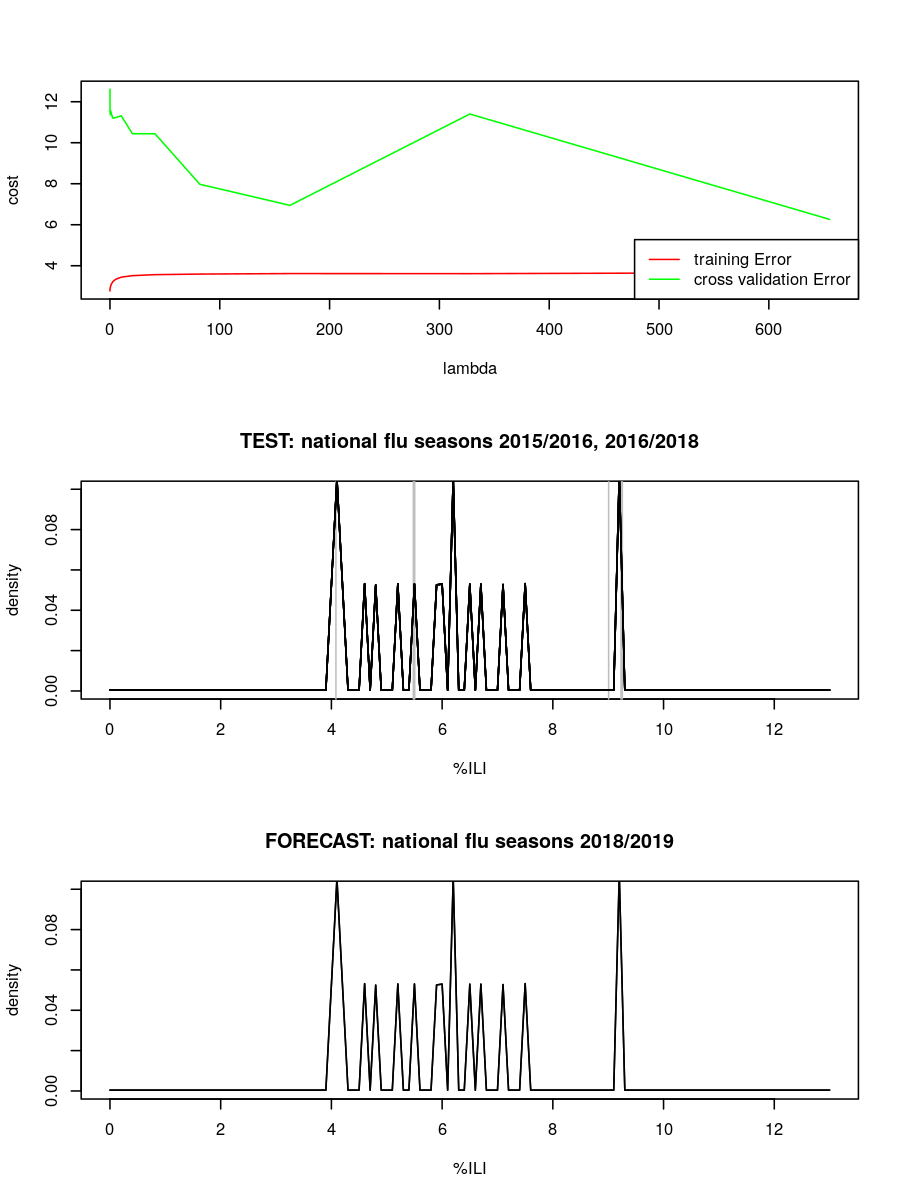 12
10
8
6
4
cost
training Error
cross validation Error
0 100 200 300 400 500 600
lambda
TEST: national flu seasons 2015/2016, 2016/2018
0.08
0.04
0.00
density
0 2 4 6 8 10 12
%ILI
FORECAST: national flu seasons 2018/2019
0.08
0.04
0.00
density
0 2 4 6 8 10 12
%ILI